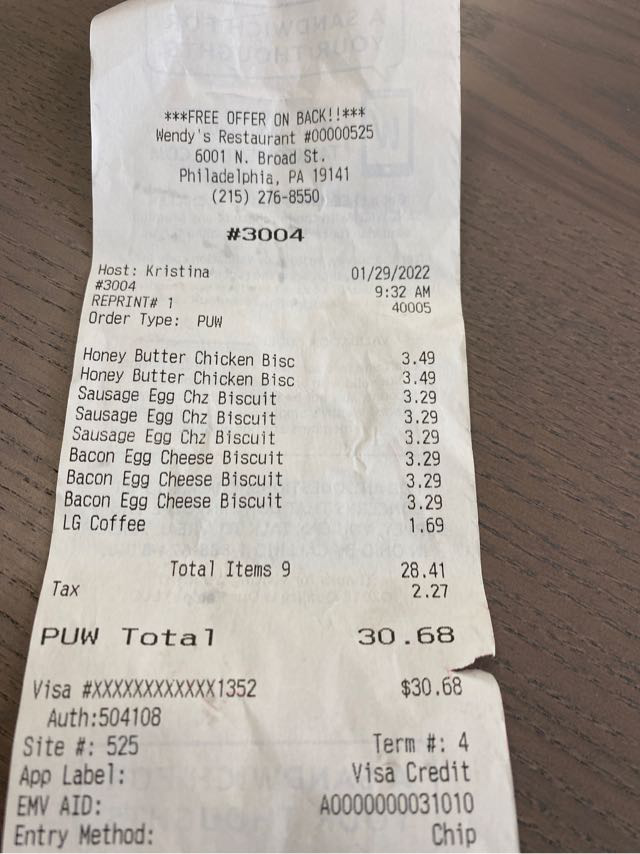 ***FREE OFFER ON BACK!!***
Wendy's Restaurant #00000525
6001 N. Broad St.
Philadelphia, PA 19141
(215) 276-8550
#3004
Host: Kristina 01/29/2022
#3004 9:32 AM
REPRINT# 1 40005
Order Type: PUW
Honey Butter Chicken Bisc 3.49
Honey Butter Chicken Bisc 3.49
Sausage Egg Chz Biscuit 3.29
Sausage Egg Chz Biscuit 3.29
Sausage Egg Chz Biscuit 3.29
Bacon Egg Cheese Biscuit 3.29
Bacon Egg Cheese Biscuit 3.29
Bacon Egg Cheese Biscuit 3.29
LG Coffee 1.69
Total Items 9 28.41
Tax 2.27
PUW Total 30.68
Visa #XXXXXXXXXXXX1352 $30.68
Auth:504108
Site #: 525 Term #: 4
App Label: Visa Credit
EMV AID: A0000000031010
Entry Method: Chip